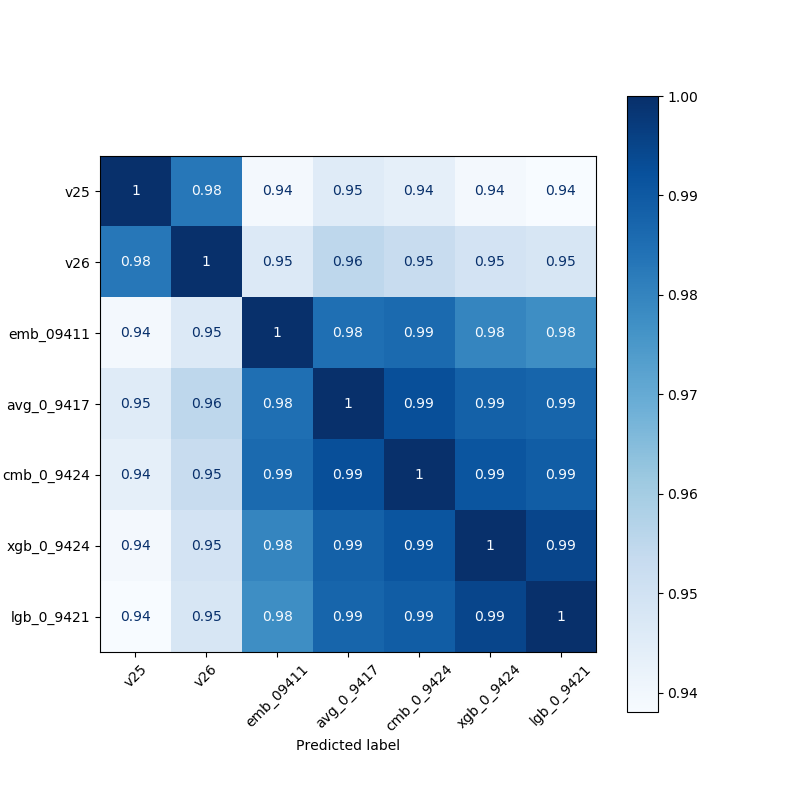 v25 1 0.98 0.94 0.95 0.94 0.94 0.94
v26 0.98 1 0.95 0.96 0.95 0.95 0.95
emb_09411 0.94 0.95 1 0.98 0.99 0.98 0.98
avg_0_9417 0.95 0.96 0.98 1 0.99 0.99 0.99
cmb_0_9424 0.94 0.95 0.99 0.99 1 0.99 0.99
xgb_0_9424 0.94 0.95 0.98 0.99 0.99 1 0.99
lgb_0_9421 0.94 0.95 0.98 0.99 0.99 0.99 1
v25 v26 emb_09411 avg_0_9417 cmb_0_9424 xgb_0_9424 lgb_0_9421
Predicted label
1.00
0.99
0.98
0.97
0.96
0.95
0.94